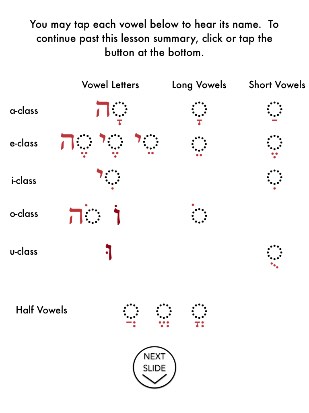 You may tap each vowel below to hear its name. To
continue past this lesson summary, click or tap the
button at the bottom.
Vowel Letters Long Vowels Short Vowels
a-class ◌ָה ◌ָ ◌ַ
e-class ◌ֵי ◌ֶי ◌ֶה ◌ֵ ◌ֶ
i-class ◌ִי ◌ִ
o-class וֹ ◌ֹה ◌ֹ
u-class וּ ◌ֻ
Half Vowels ◌ֲ ◌ֱ ◌ֳ
NEXT
SLIDE